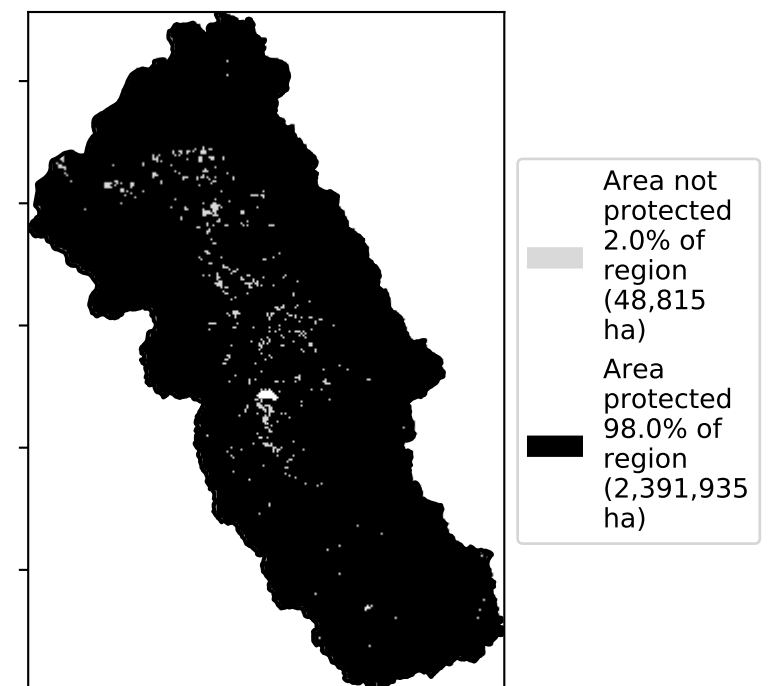 Area not
protected
2.0% of
region
(48,815
ha)
Area
protected
98.0% of
region
(2,391,935
ha)